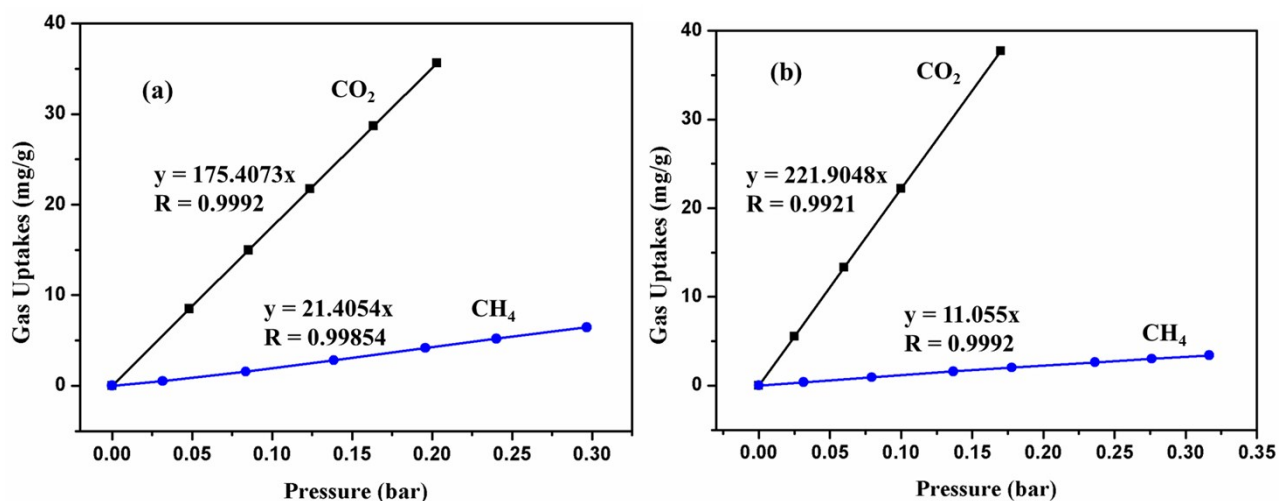 (a)
CO₂
y = 175.4073x
R = 0.9992
y = 21.4054x
R = 0.99854
CH₄
Gas Uptakes (mg/g)
40
30
20
10
0
0.00 0.05 0.10 0.15 0.20 0.25 0.30
Pressure (bar)
(b)
CO₂
y = 221.9048x
R = 0.9921
y = 11.055x
R = 0.9992
CH₄
Gas Uptakes (mg/g)
40
30
20
10
0
0.00 0.05 0.10 0.15 0.20 0.25 0.30 0.35
Pressure (bar)